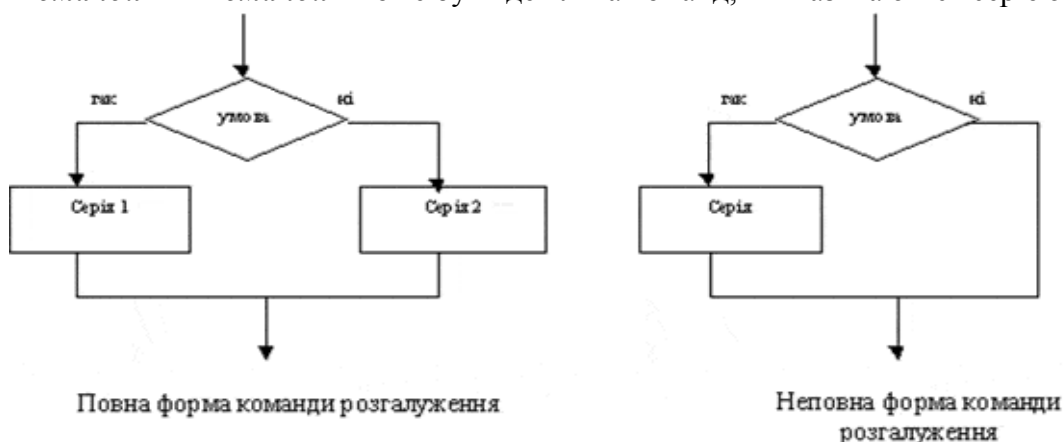 так
умова
ні
Серія 1
Серія 2
Повна форма команди розгалуження
так
умова
ні
Серія
Неповна форма команди
розгалуження